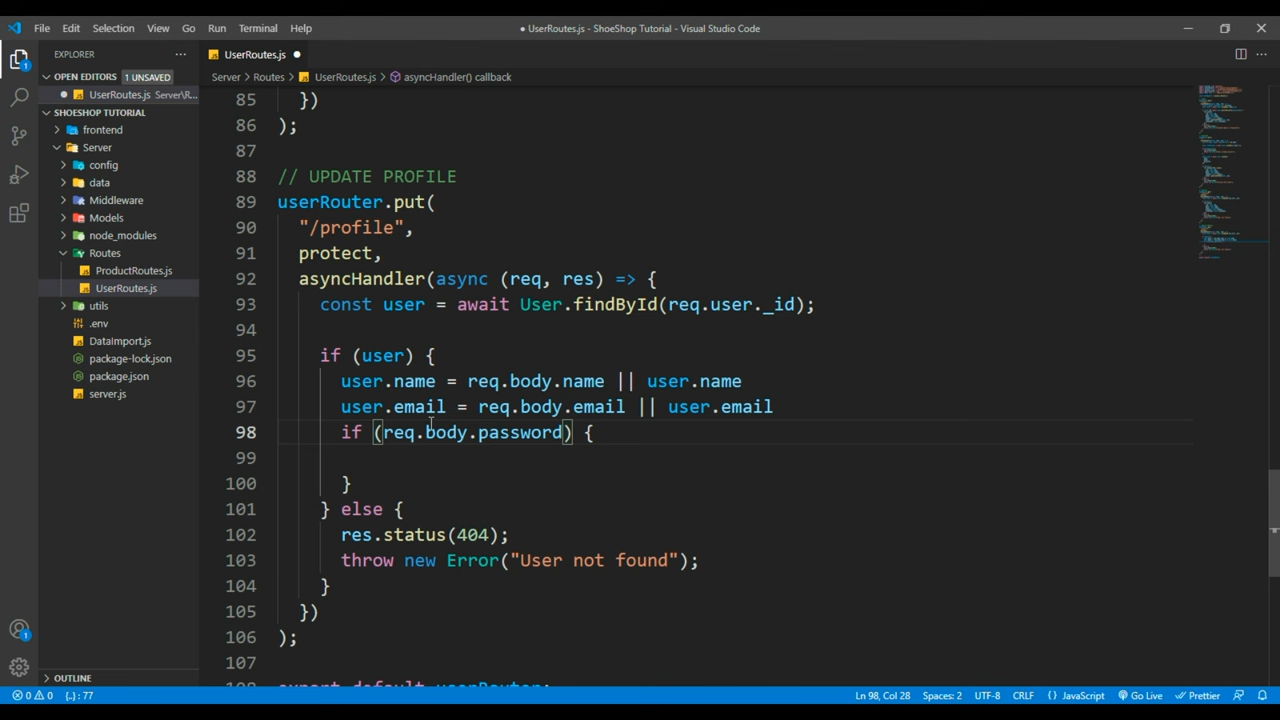 File Edit Selection View Go Run Terminal Help
● UserRoutes.js - ShoeShop Tutorial - Visual Studio Code
EXPLORER
OPEN EDITORS 1 UNSAVED
UserRoutes.js Server\R...
SHOESHOP TUTORIAL
frontend
Server
config
data
Middleware
Models
node_modules
Routes
ProductRoutes.js
UserRoutes.js
utils
.env
DataImport.js
package-lock.json
package.json
server.js
OUTLINE
UserRoutes.js
Server > Routes > UserRoutes.js > asyncHandler() callback
85 })
86 );
87
88 // UPDATE PROFILE
89 userRouter.put(
90 "/profile",
91 protect,
92 asyncHandler(async (req, res) => {
93 const user = await User.findById(req.user._id);
94
95 if (user) {
96 user.name = req.body.name || user.name
97 user.email = req.body.email || user.email
98 if (req.body.password) {
99
100 }
101 } else {
102 res.status(404);
103 throw new Error("User not found");
104 }
105 })
106 );
107
108 export default userRouter;
1
1
0 0 {..}: 77
Ln 98, Col 28 Spaces: 2 UTF-8 CRLF {} JavaScript Go Live Prettier